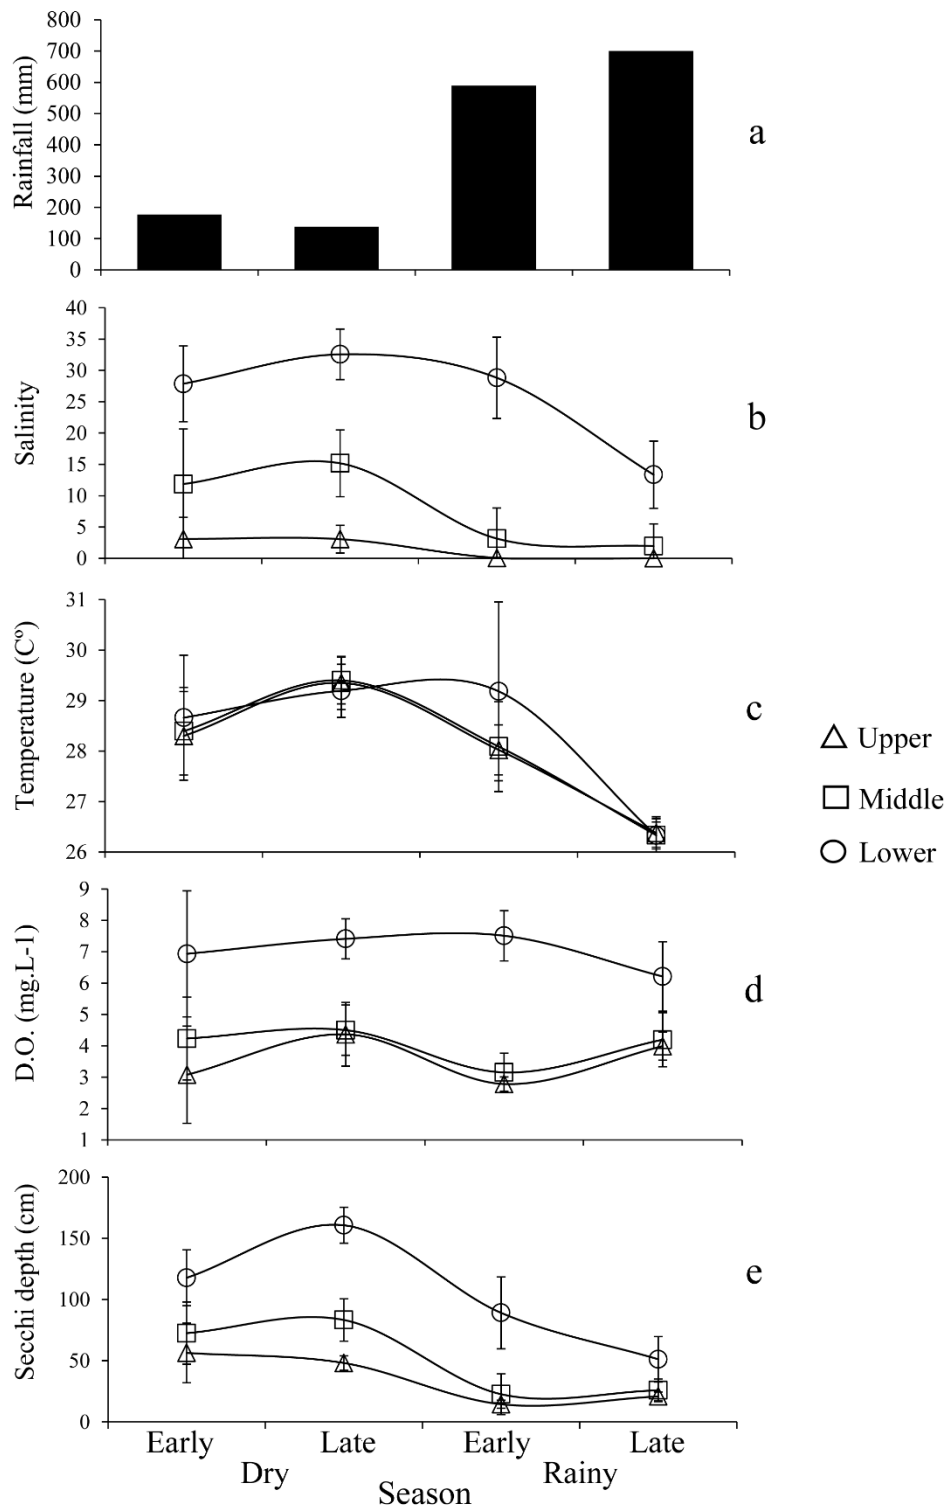 800
700
600
500
400
300
200
100
0
Rainfall (mm)
a
40
35
30
25
20
15
10
5
0
Salinity
b
31
30
29
28
27
26
Temperature (Cº)
c
Upper
Middle
Lower
9
8
7
6
5
4
3
2
1
D.O. (mg.L-1)
d
200
150
100
50
0
Secchi depth (cm)
e
Early Late Early Late
Dry Rainy
Season